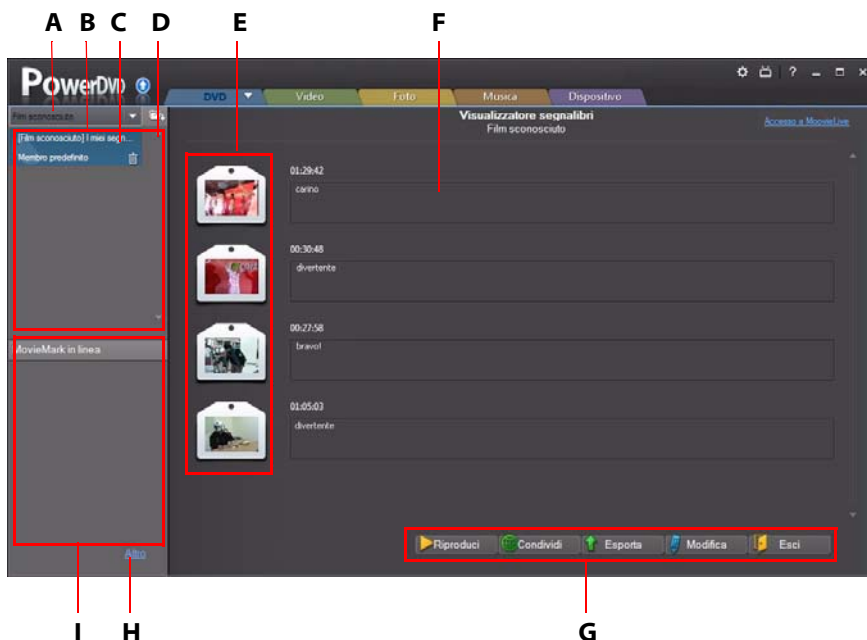 A B C D E F
PowerDVD
DVD Video Foto Musica Dispositivo
Film sconosciuto
Visualizzatore segnalibri
Film sconosciuto
Accesso a MoovieLive
[Film sconosciuto] I miei segn...
Membro predefinito
01:29:42
carino
00:30:48
divertente
00:27:58
bravo!
01:05:03
divertente
MovieMark in linea
Altro
Riproduci Condividi Esporta Modifica Esci
I H G